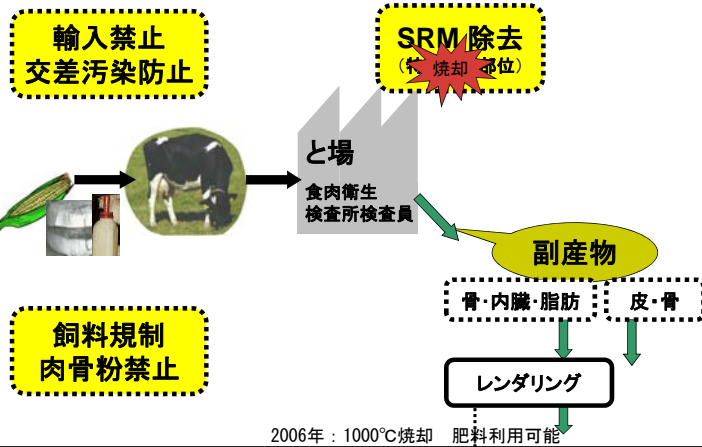 輸入禁止
交差汚染防止
SRM 除去
(特 部位)
焼却
と場
食肉衛生
検査所検査員
副産物
骨・内臓・脂肪
皮・骨
飼料規制
肉骨粉禁止
レンダリング
2006年：1000℃焼却　肥料利用可能